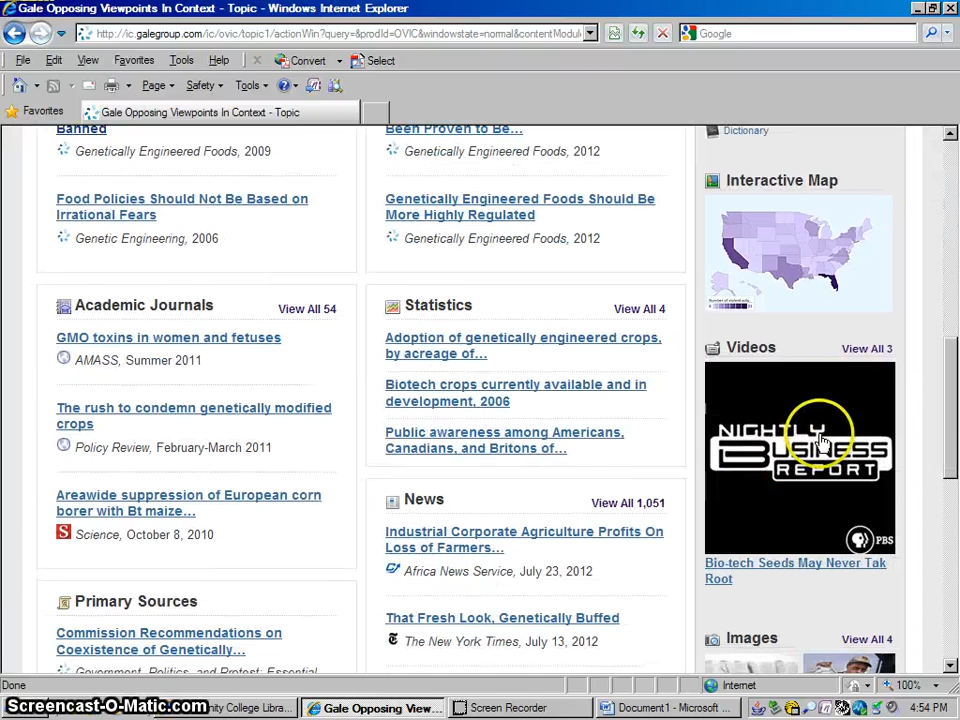 Gale Opposing Viewpoints In Context - Topic - Windows Internet Explorer
http://ic.galegroup.com/ic/ovic/topic1/actionWin?query=&prodId=OVIC&windowstate=normal&contentModul
Google
File Edit View Favorites Tools Help
Convert Select
Page Safety Tools
Favorites
Gale Opposing Viewpoints In Context - Topic
Banned
Genetically Engineered Foods, 2009
Food Policies Should Not Be Based on
Irrational Fears
Genetic Engineering, 2006
Been Proven to Be...
Genetically Engineered Foods, 2012
Genetically Engineered Foods Should Be
More Highly Regulated
Genetically Engineered Foods, 2012
Dictionary
Interactive Map
Academic Journals
View All 54
GMO toxins in women and fetuses
AMASS, Summer 2011
The rush to condemn genetically modified
crops
Policy Review, February-March 2011
Areawide suppression of European corn
borer with Bt maize...
S
Science, October 8, 2010
Primary Sources
Commission Recommendations on
Coexistence of Genetically...
Government, Politics, and Protest: Essential
Statistics
View All 4
Adoption of genetically engineered crops,
by acreage of...
Biotech crops currently available and in
development, 2006
Public awareness among Americans,
Canadians, and Britons of...
News
View All 1,051
Industrial Corporate Agriculture Profits On
Loss of Farmers...
Africa News Service, July 23, 2012
That Fresh Look, Genetically Buffed
The New York Times, July 13, 2012
Videos
View All 3
NIGHTLY
BUSINESS
REPORT
PBS
Bio-tech Seeds May Never Tak
Root
Images
View All 4
Done
Internet
100%
Screencast-O-Matic.com
unity College Librar...
Gale Opposing View...
Screen Recorder
Document1 - Microsoft ...
4:54 PM